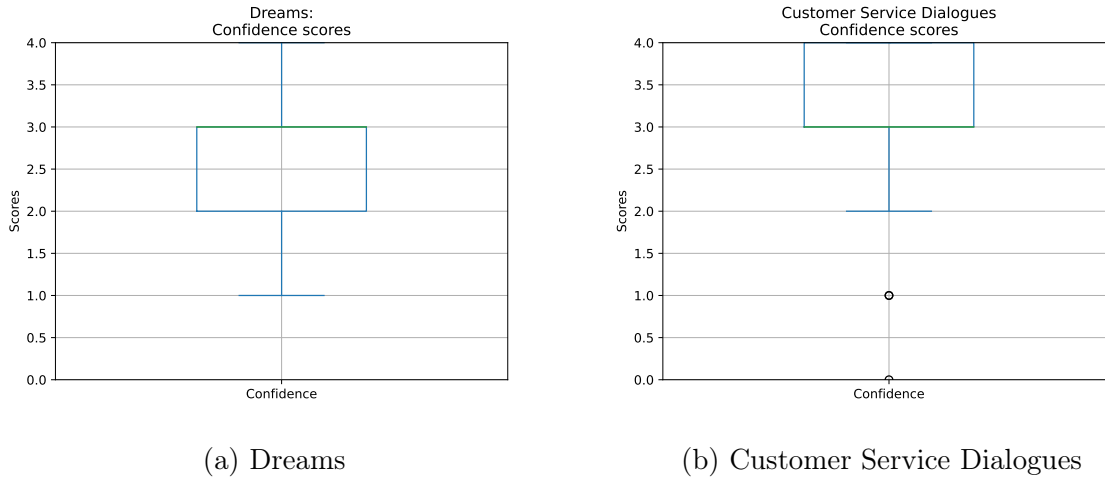 Dreams:
Confidence scores
4.0
3.5
3.0
2.5
2.0
1.5
1.0
0.5
0.0
Scores
Confidence
(a) Dreams
Customer Service Dialogues
Confidence scores
4.0
3.5
3.0
2.5
2.0
1.5
1.0
0.5
0.0
Scores
Confidence
(b) Customer Service Dialogues